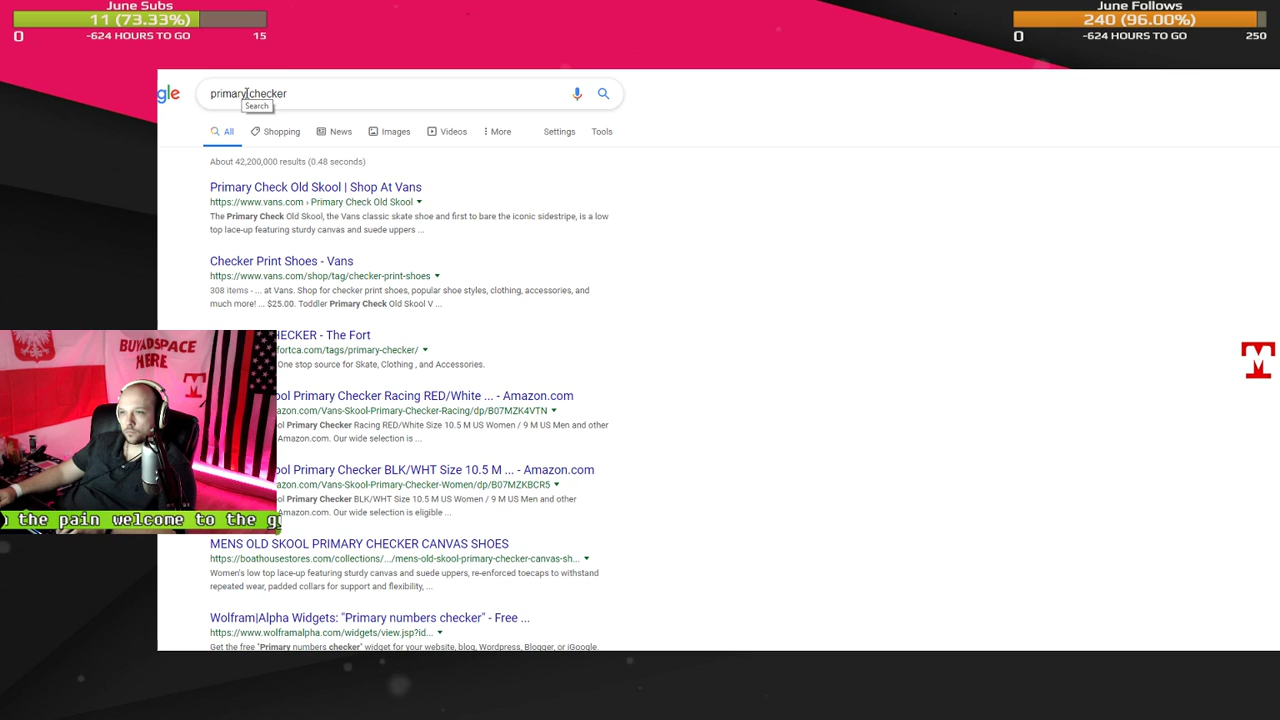 June Subs
11 (73.33%)
0 -624 HOURS TO GO 15
June Follows
240 (96.00%)
0 -624 HOURS TO GO 250
gle
primary checker
Search
All Shopping News Images Videos More Settings Tools
About 42,200,000 results (0.48 seconds)
Primary Check Old Skool | Shop At Vans
https://www.vans.com › Primary Check Old Skool
The Primary Check Old Skool, the Vans classic skate shoe and first to bare the iconic sidestripe, is a low
top lace-up featuring sturdy canvas and suede uppers ...
Checker Print Shoes - Vans
https://www.vans.com/shop/tag/checker-print-shoes
308 items - ... at Vans. Shop for checker print shoes, popular shoe styles, clothing, accessories, and
much more! ... $25.00. Toddler Primary Check Old Skool V ...
HECKER - The Fort
fortca.com/tags/primary-checker/
One stop source for Skate, Clothing , and Accessories.
ool Primary Checker Racing RED/White ... - Amazon.com
azon.com/Vans-Skool-Primary-Checker-Racing/dp/B07MZK4VTN
ol Primary Checker Racing RED/White Size 10.5 M US Women / 9 M US Men and other
Amazon.com. Our wide selection is ...
ool Primary Checker BLK/WHT Size 10.5 M ... - Amazon.com
azon.com/Vans-Skool-Primary-Checker-Women/dp/B07MZKBCR5
ol Primary Checker BLK/WHT Size 10.5 M US Women / 9 M US Men and other
Amazon.com. Our wide selection is eligible ...
BUY ADSPACE
HERE
the pain welcome to the g
MENS OLD SKOOL PRIMARY CHECKER CANVAS SHOES
https://boathousestores.com/collections/.../mens-old-skool-primary-checker-canvas-sh...
Women's low top lace-up featuring sturdy canvas and suede uppers, re-enforced toecaps to withstand
repeated wear, padded collars for support and flexibility, ...
Wolfram|Alpha Widgets: "Primary numbers checker" - Free ...
https://www.wolframalpha.com/widgets/view.jsp?id...
Get the free "Primary numbers checker" widget for your website, blog, Wordpress, Blogger, or iGoogle.